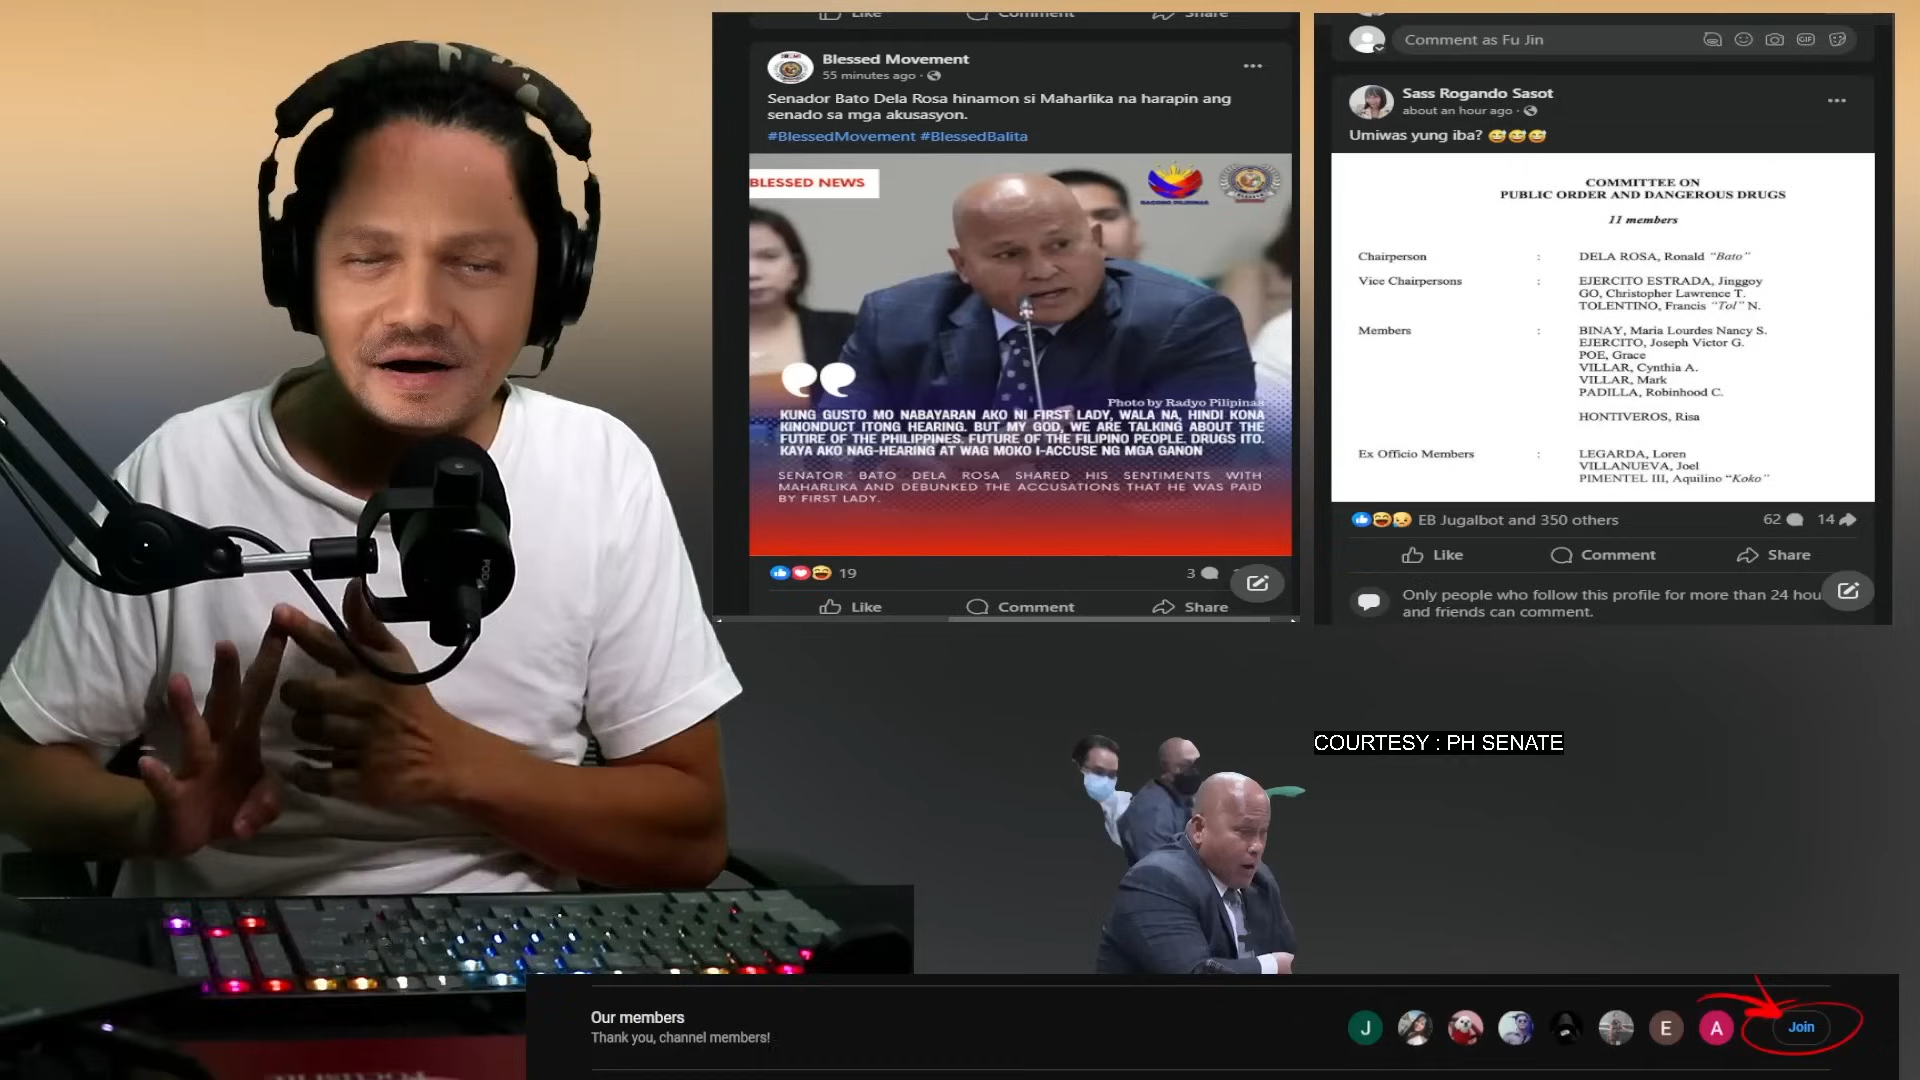 Like Comment Share
Blessed Movement
55 minutes ago
Senador Bato Dela Rosa hinamon si Maharlika na harapin ang
senado sa mga akusasyon.
#BlessedMovement #BlessedBalita
BLESSED NEWS
BAGONG PILIPINAS
Photo by Radyo Pilipinas
KUNG GUSTO MO NABAYARAN AKO NI FIRST LADY, WALA NA, HINDI KONA
KINONDUCT ITONG HEARING. BUT MY GOD, WE ARE TALKING ABOUT THE
FUTIRE OF THE PHILIPPINES. FUTURE OF THE FILIPINO PEOPLE. DRUGS ITO.
KAYA AKO NAG-HEARING AT WAG MOKO I-ACCUSE NG MGA GANON
SENATOR BATO DELA ROSA SHARED HIS SENTIMENTS WITH
MAHARLIKA AND DEBUNKED THE ACCUSATIONS THAT HE WAS PAID
BY FIRST LADY.
19
3
Like Comment Share
Comment as Fu Jin
GIF
Sass Rogando Sasot
about an hour ago
Umiwas yung iba? 😅😅😅
COMMITTEE ON
PUBLIC ORDER AND DANGEROUS DRUGS
11 members
Chairperson : DELA ROSA, Ronald "Bato"
Vice Chairpersons : EJERCITO ESTRADA, Jinggoy
GO, Christopher Lawrence T.
TOLENTINO, Francis "Tol" N.
Members : BINAY, Maria Lourdes Nancy S.
EJERCITO, Joseph Victor G.
POE, Grace
VILLAR, Cynthia A.
VILLAR, Mark
PADILLA, Robinhood C.
HONTIVEROS, Risa
Ex Officio Members : LEGARDA, Loren
VILLANUEVA, Joel
PIMENTEL III, Aquilino "Koko"
EB Jugalbot and 350 others
62 14
Like Comment Share
Only people who follow this profile for more than 24 hou
and friends can comment.
COURTESY : PH SENATE
Our members
Thank you, channel members!
J
E
A
Join